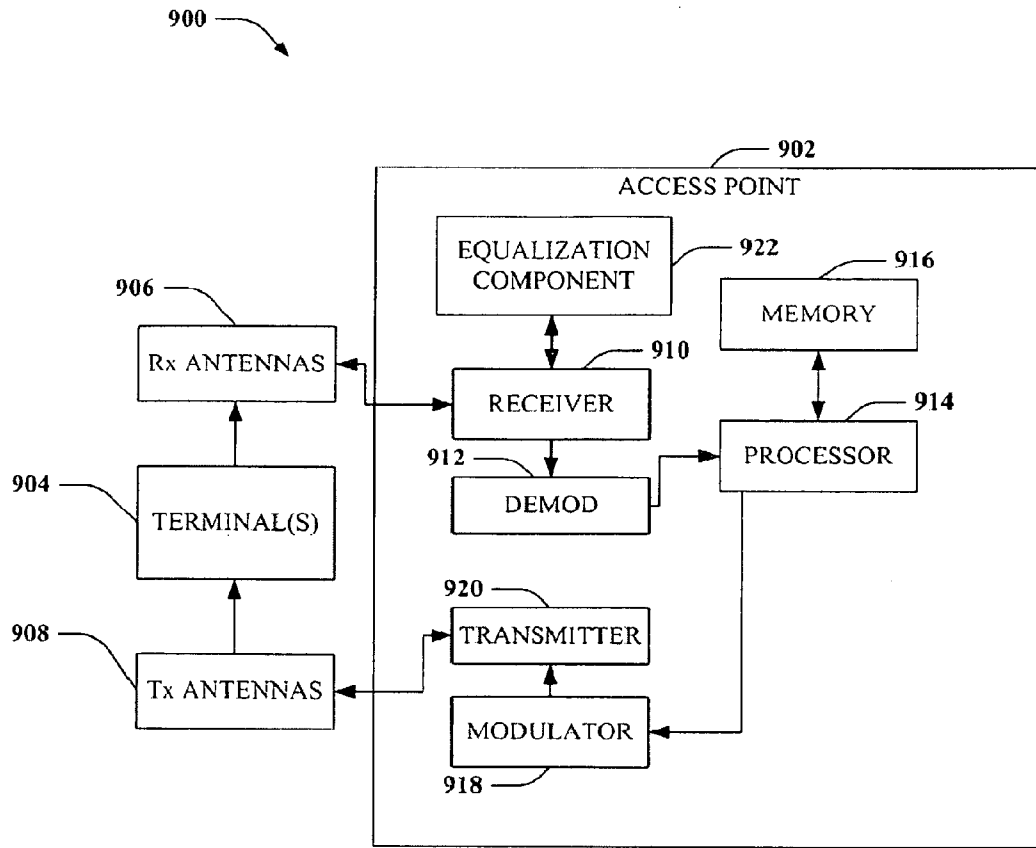 900
902
ACCESS POINT
EQUALIZATION
COMPONENT
922
916
MEMORY
906
Rx ANTENNAS
910
RECEIVER
914
PROCESSOR
912
DEMOD
904
TERMINAL(S)
920
TRANSMITTER
908
Tx ANTENNAS
MODULATOR
918